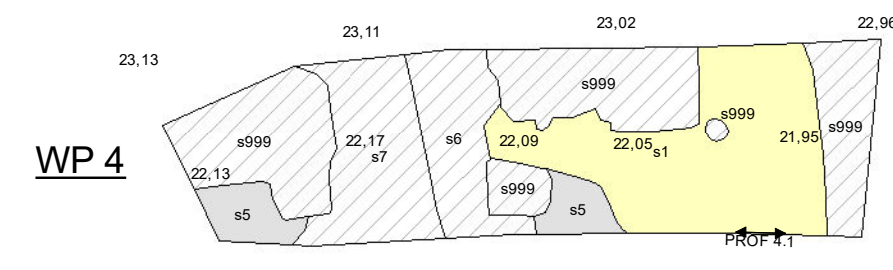 23,13
23,11
23,02
22,96
WP 4
s999
22,13
s5
22,17
s7
s6
s999
22,09
22,05
s1
s999
s5
s999
21,95
s999
PROF 4.1